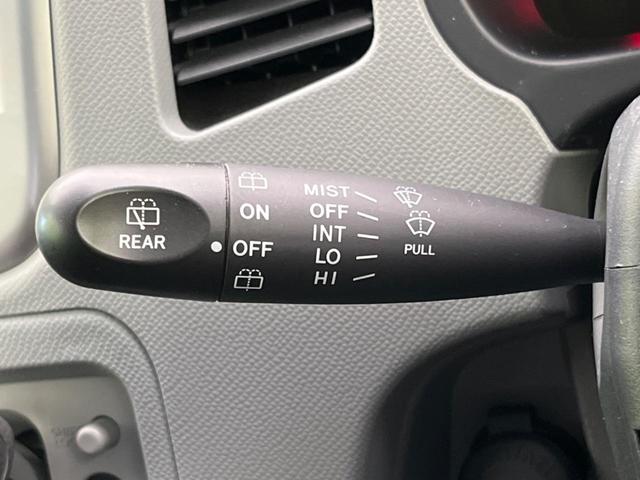 REAR
ON
OFF
MIST
OFF
INT
LO
HI
PULL